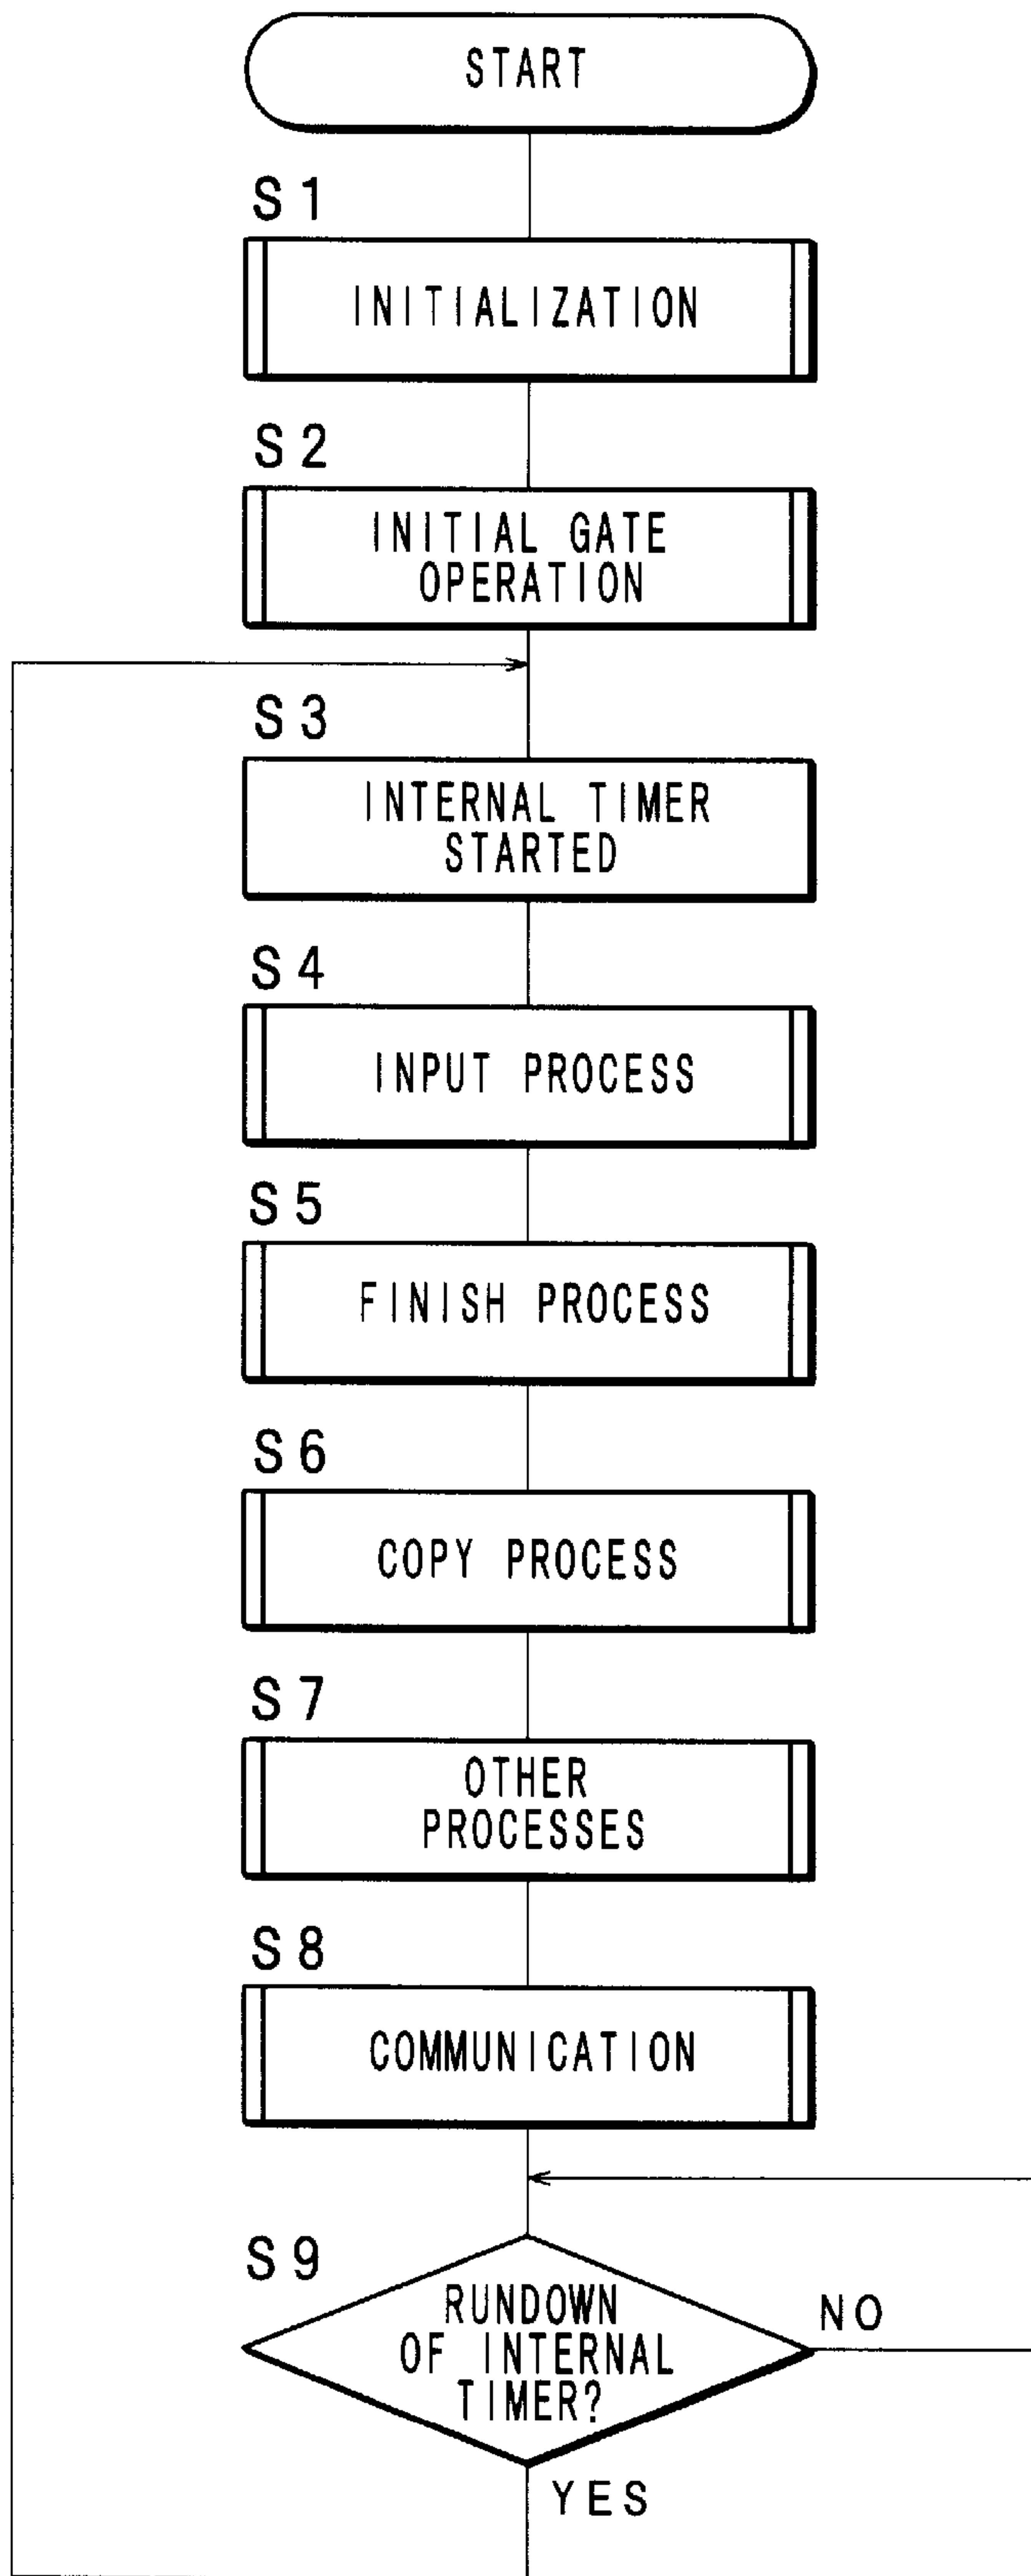 START
S1
INITIALIZATION
S2
INITIAL GATE
OPERATION
S3
INTERNAL TIMER
STARTED
S4
INPUT PROCESS
S5
FINISH PROCESS
S6
COPY PROCESS
S7
OTHER
PROCESSES
S8
COMMUNICATION
S9
RUNDOWN
OF INTERNAL
TIMER?
NO
YES